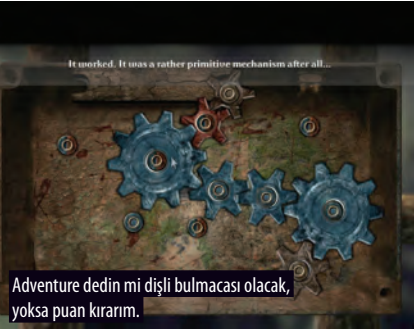 It worked. It was a rather primitive mechanism after all...
Adventure dedin mi dişli bulmacası olacak,
yoksa puan kırarım.